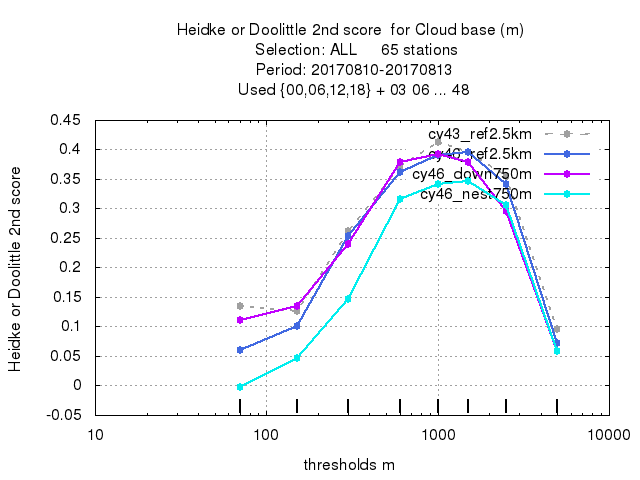 Heidke or Doolittle 2nd score for Cloud base (m)
Selection: ALL 65 stations
Period: 20170810-20170813
Used {00,06,12,18} + 03 06 ... 48
Heidke or Doolittle 2nd score
0.45
0.4
0.35
0.3
0.25
0.2
0.15
0.1
0.05
0
-0.05
cy43_ref2.5km
cy46_ref2.5km
cy46_down750m
cy46_nest750m
10
100
1000
10000
thresholds m